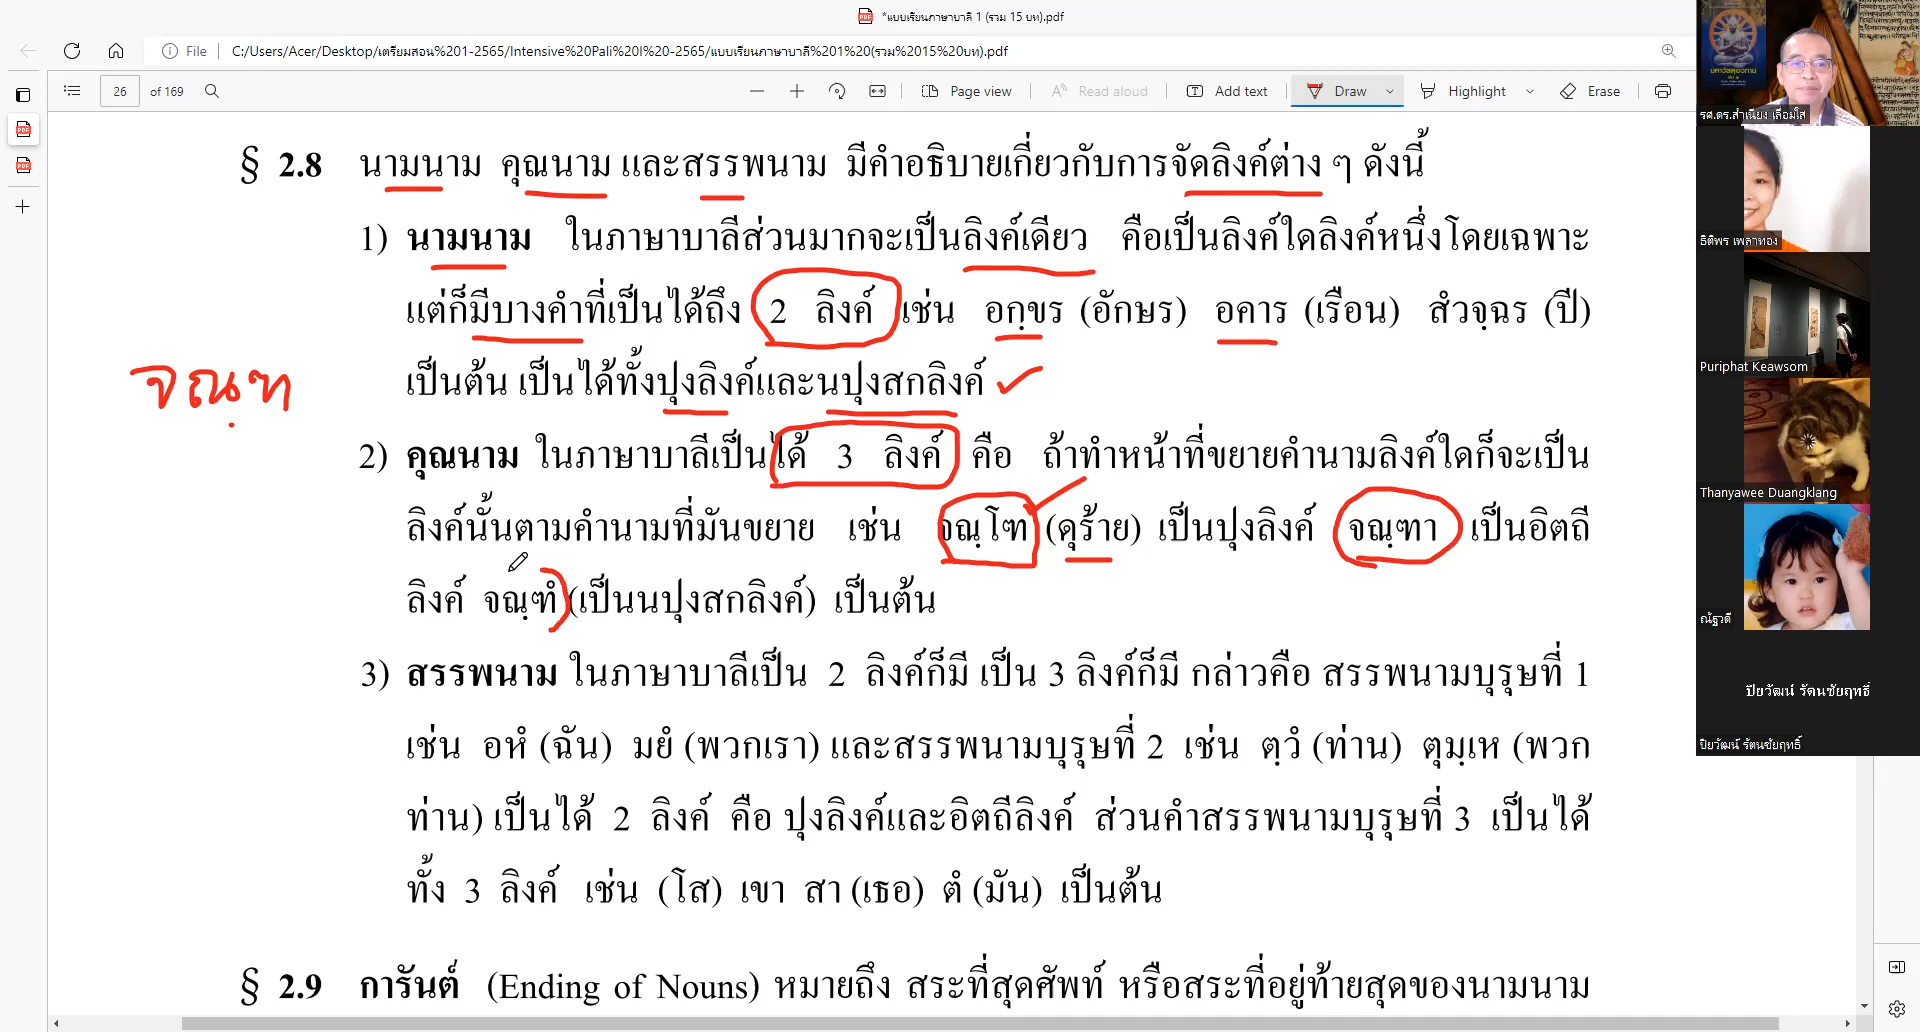 *แบบเรียนภาษาบาลี 1 (รวม 15 บท).pdf
File C:/Users/Acer/Desktop/เตรียมสอน%201-2565/Intensive%20Pali%20I%20-2565/แบบเรียนภาษาบาลี%201%20(รวม%2015%20บท).pdf
26 of 169 Page view Read aloud Add text Draw Highlight Erase
§ 2.8 นามนาม คุณนาม และสรรพนาม มีคำอธิบายเกี่ยวกับการจัดลิงค์ต่าง ๆ ดังนี้
1) นามนาม ในภาษาบาลีส่วนมากจะเป็นลิงค์เดียว คือเป็นลิงค์ใดลิงค์หนึ่งโดยเฉพาะ
แต่ก็มีบางคำที่เป็นได้ถึง 2 ลิงค์ เช่น อกฺขร (อักษร) อคาร (เรือน) สํวจฺฉร (ปี)
เป็นต้น เป็นได้ทั้งปุงลิงค์และนปุงสกลิงค์
จณฺฑ
2) คุณนาม ในภาษาบาลีเป็นได้ 3 ลิงค์ คือ ถ้าทำหน้าที่ขยายคำนามลิงค์ใดก็จะเป็น
ลิงค์นั้นตามคำนามที่มันขยาย เช่น จณฺโฑ (ดุร้าย) เป็นปุงลิงค์ จณฺฑา เป็นอิตถี
ลิงค์ จณฺฑํ (เป็นนปุงสกลิงค์) เป็นต้น
3) สรรพนาม ในภาษาบาลีเป็น 2 ลิงค์ก็มี เป็น 3 ลิงค์ก็มี กล่าวคือ สรรพนามบุรุษที่ 1
เช่น อหํ (ฉัน) มยํ (พวกเรา) และสรรพนามบุรุษที่ 2 เช่น ตฺวํ (ท่าน) ตุมฺเห (พวก
ท่าน) เป็นได้ 2 ลิงค์ คือ ปุงลิงค์และอิตถีลิงค์ ส่วนคำสรรพนามบุรุษที่ 3 เป็นได้
ทั้ง 3 ลิงค์ เช่น (โส) เขา สา (เธอ) ตํ (มัน) เป็นต้น
§ 2.9 การันต์ (Ending of Nouns) หมายถึง สระที่สุดศัพท์ หรือสระที่อยู่ท้ายสุดของนามนาม
รศ.ดร.สำเนียง เลื่อมใส
ธิติพร เพลาทอง
Puriphat Keawsom
Thanyawee Duangklang
ณัฐวดี
ปิยวัฒน์ รัตนชัยฤทธิ์
ปิยวัฒน์ รัตนชัยฤทธิ์